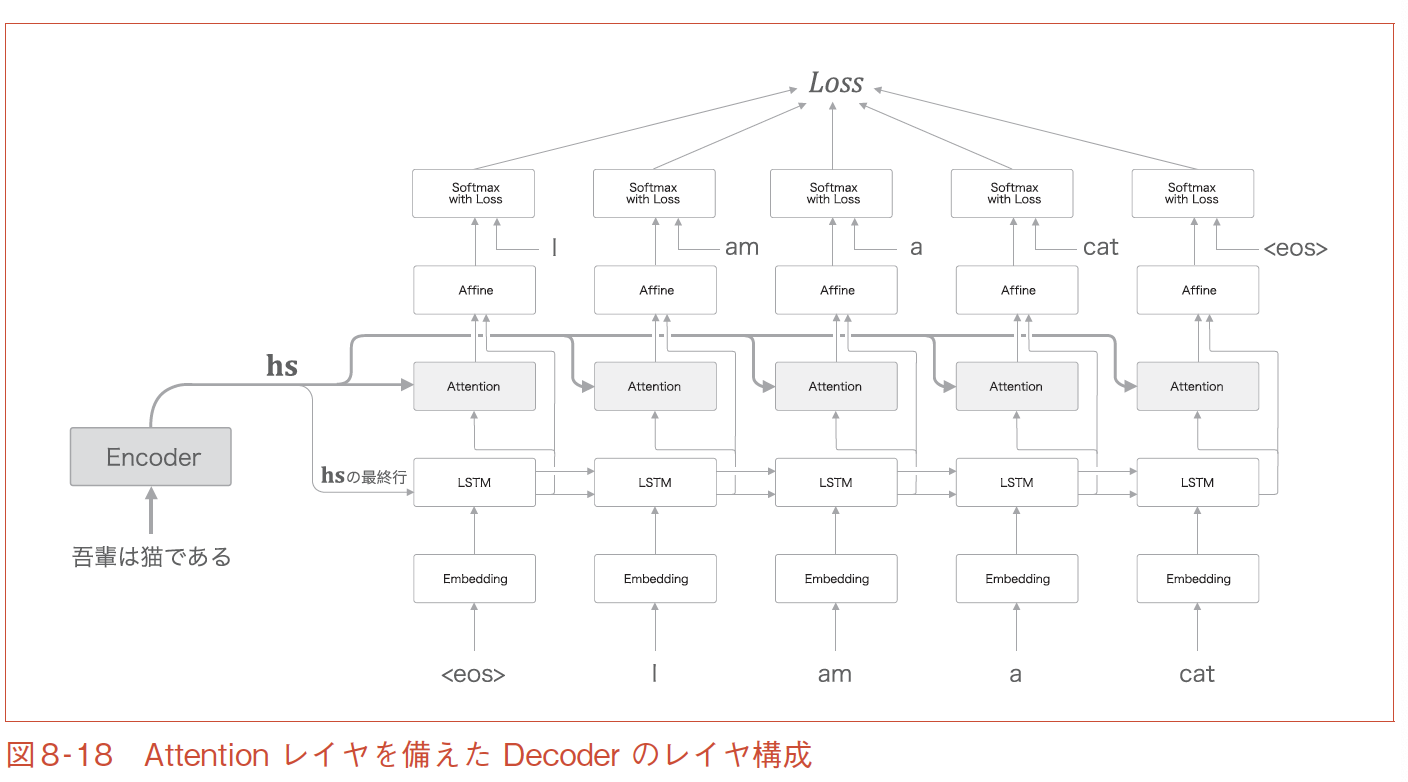 Loss
Softmax
with Loss
Softmax
with Loss
Softmax
with Loss
Softmax
with Loss
Softmax
with Loss
I
am
a
cat
<eos>
Affine
Affine
Affine
Affine
Affine
hs
Attention
Attention
Attention
Attention
Attention
Encoder
hsの最終行
LSTM
LSTM
LSTM
LSTM
LSTM
吾輩は猫である
Embedding
Embedding
Embedding
Embedding
Embedding
<eos>
I
am
a
cat
図8-18 Attention レイヤを備えた Decoder のレイヤ構成